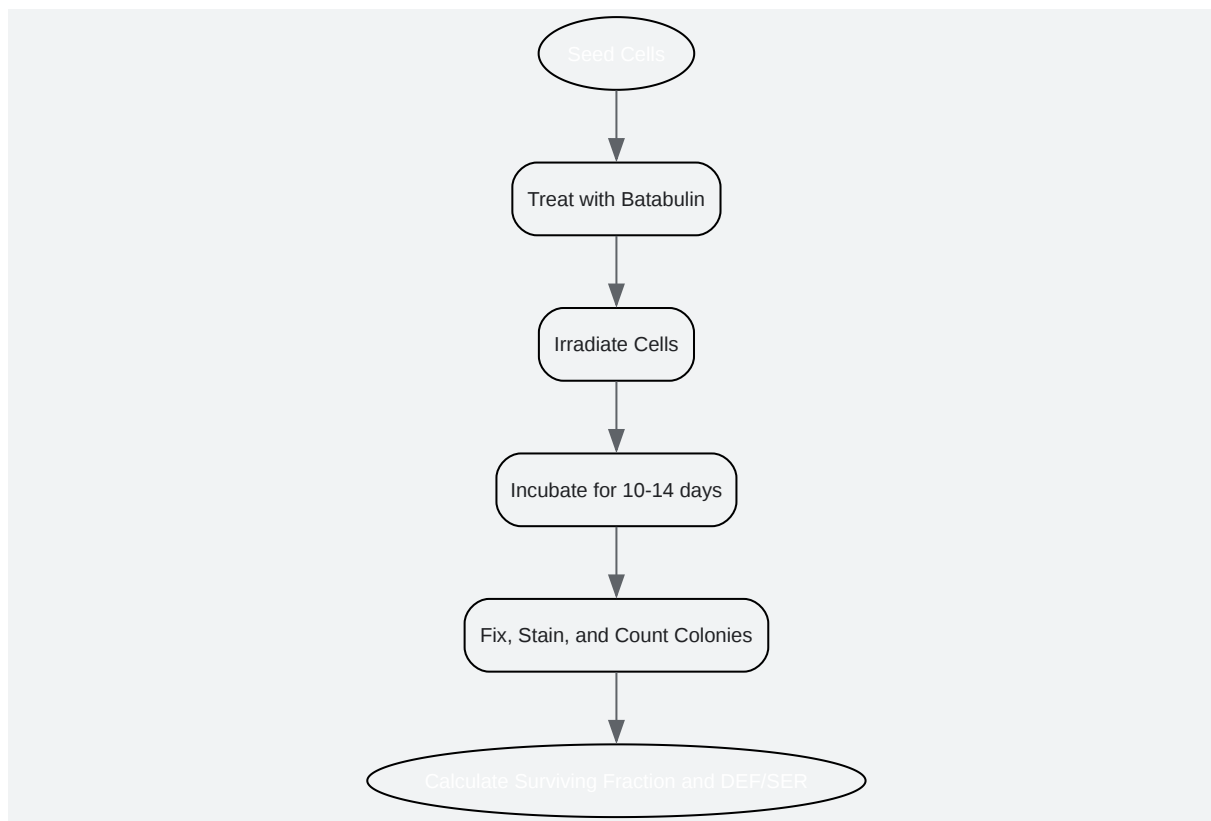 Seed Cells
Treat with Batabulin
Irradiate Cells
Incubate for 10-14 days
Fix, Stain, and Count Colonies
Calculate Surviving Fraction and DEF/SER